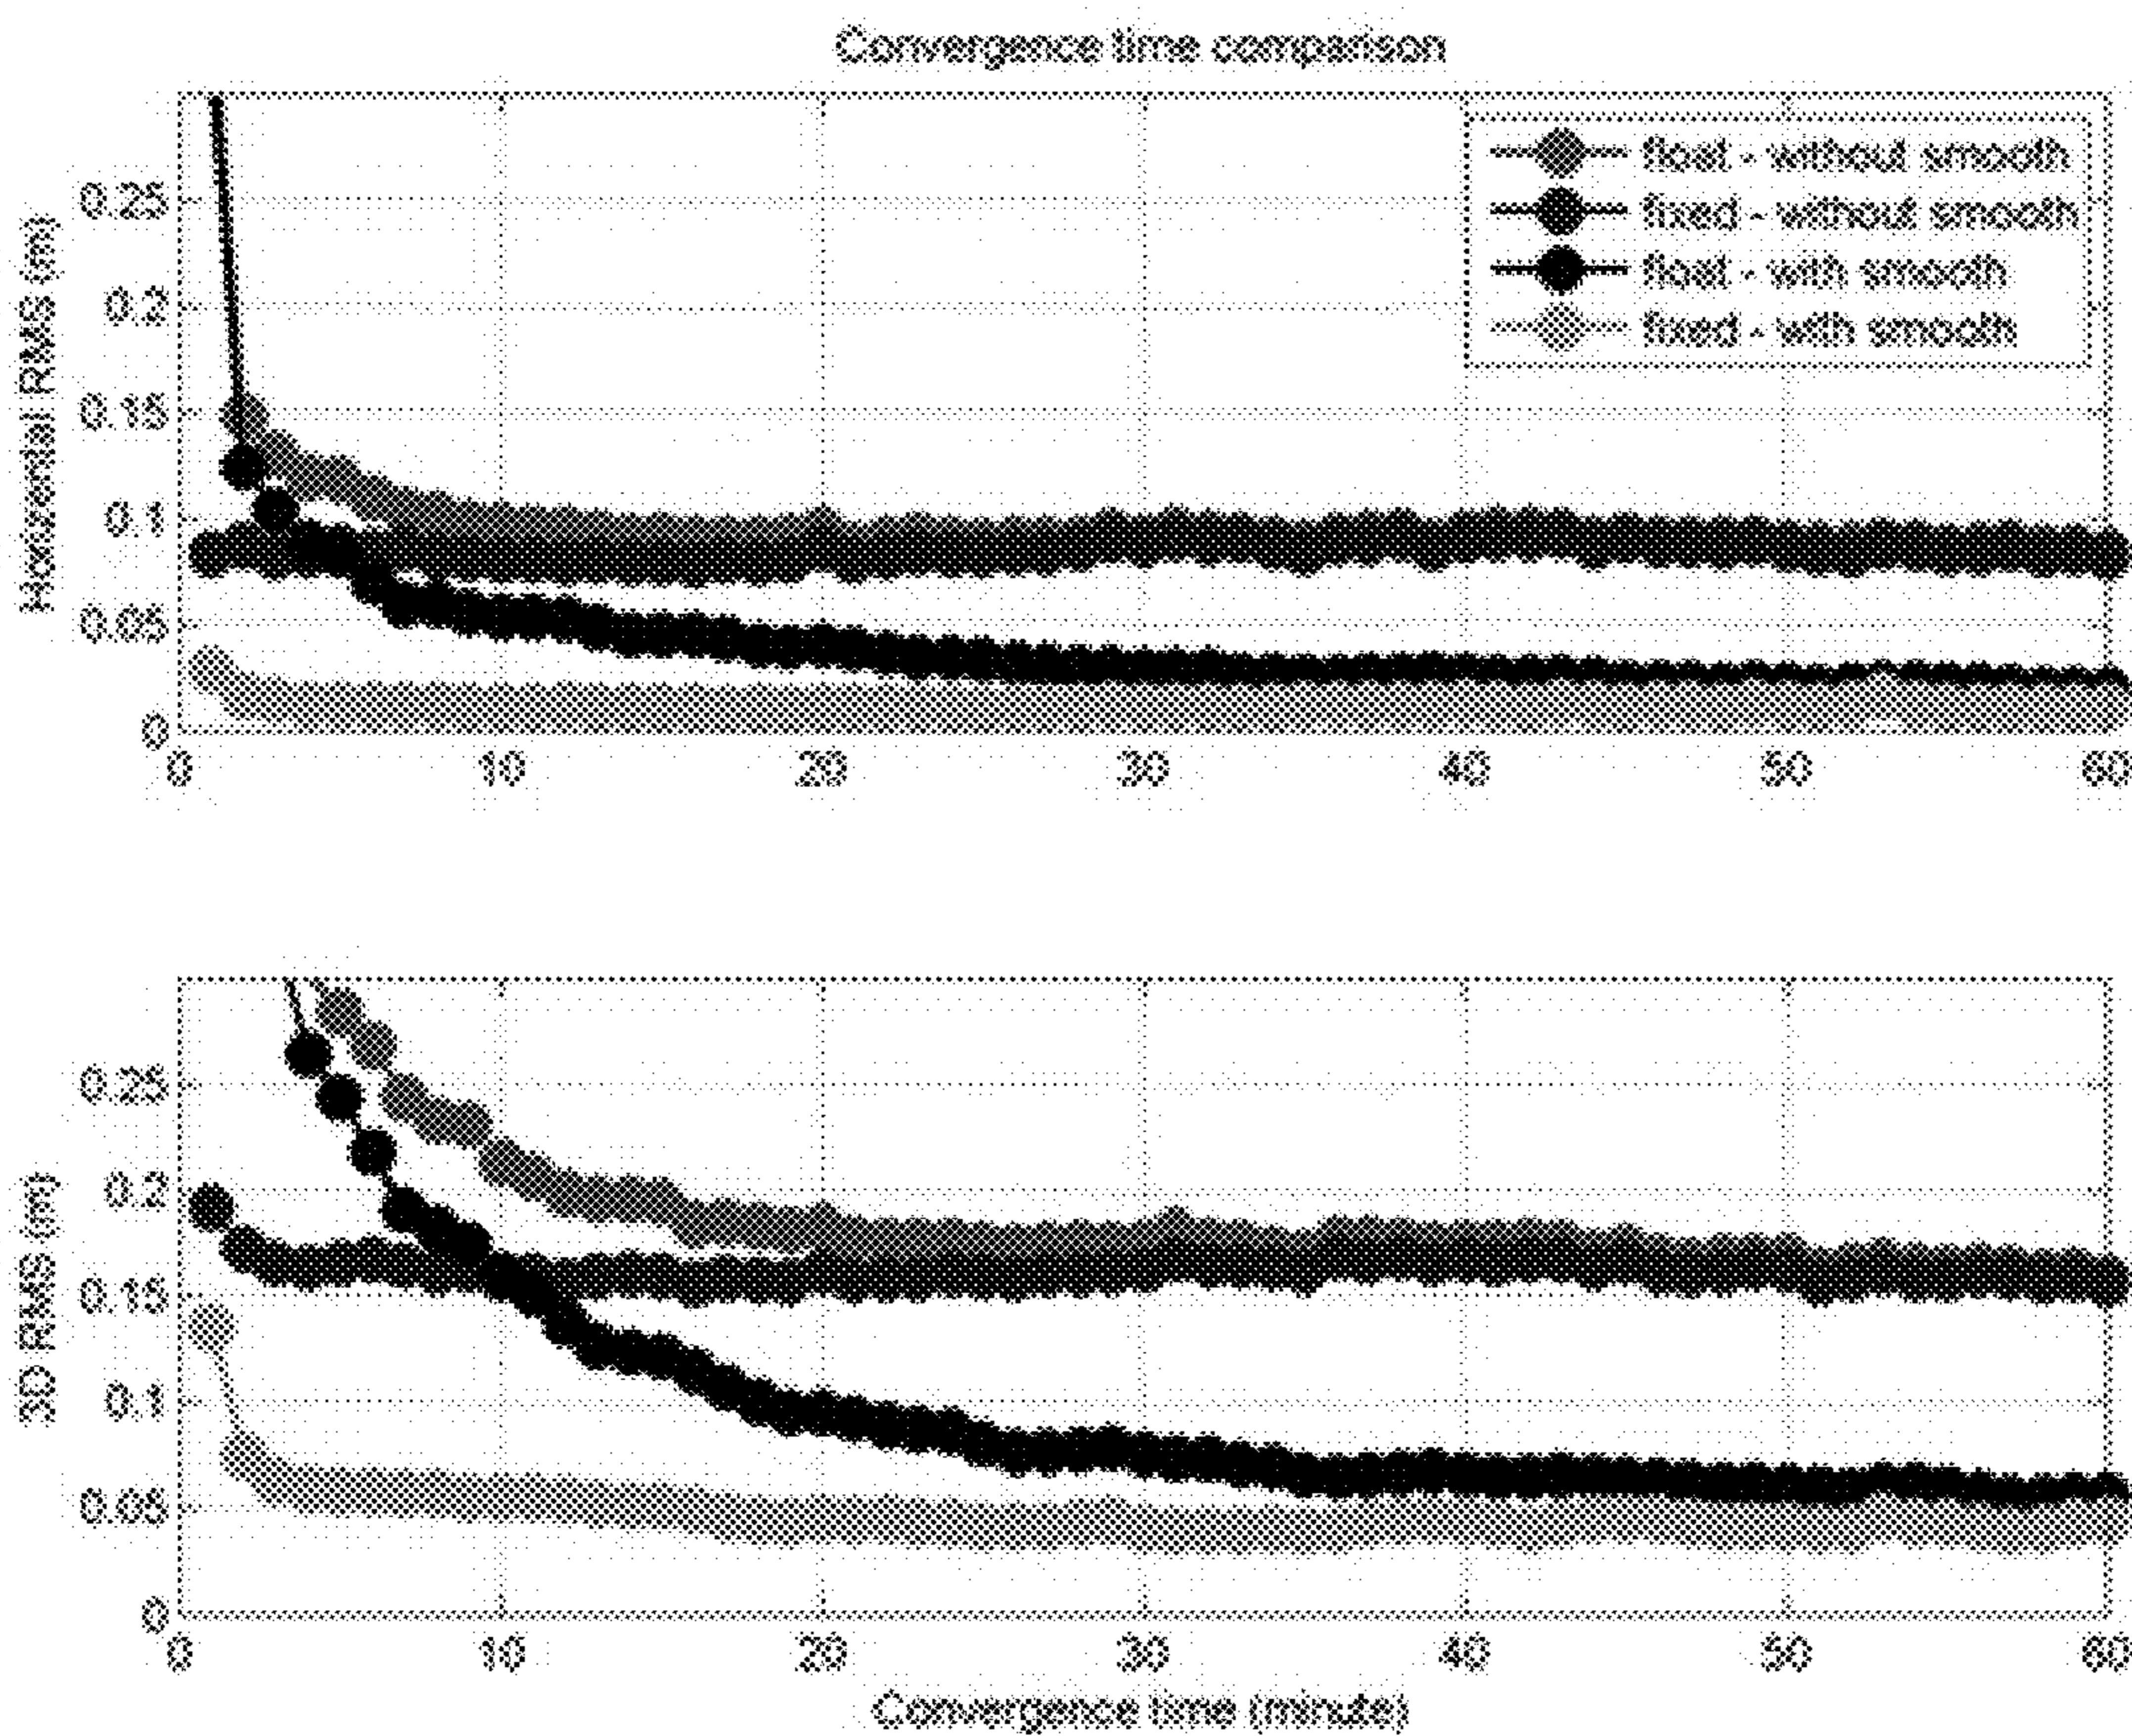 Convergence time comparison
Horizontal RMS (m)
0.25
0.2
0.15
0.1
0.05
0
float - without smooth
fixed - without smooth
float - with smooth
fixed - with smooth
0 10 20 30 40 50 60
3D RMS (m)
0.25
0.2
0.15
0.1
0.05
0
0 10 20 30 40 50 60
Convergence time (minute)